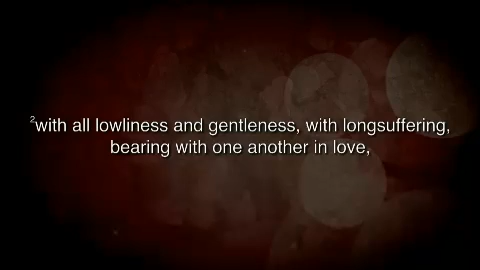 ²with all lowliness and gentleness, with longsuffering,
bearing with one another in love,